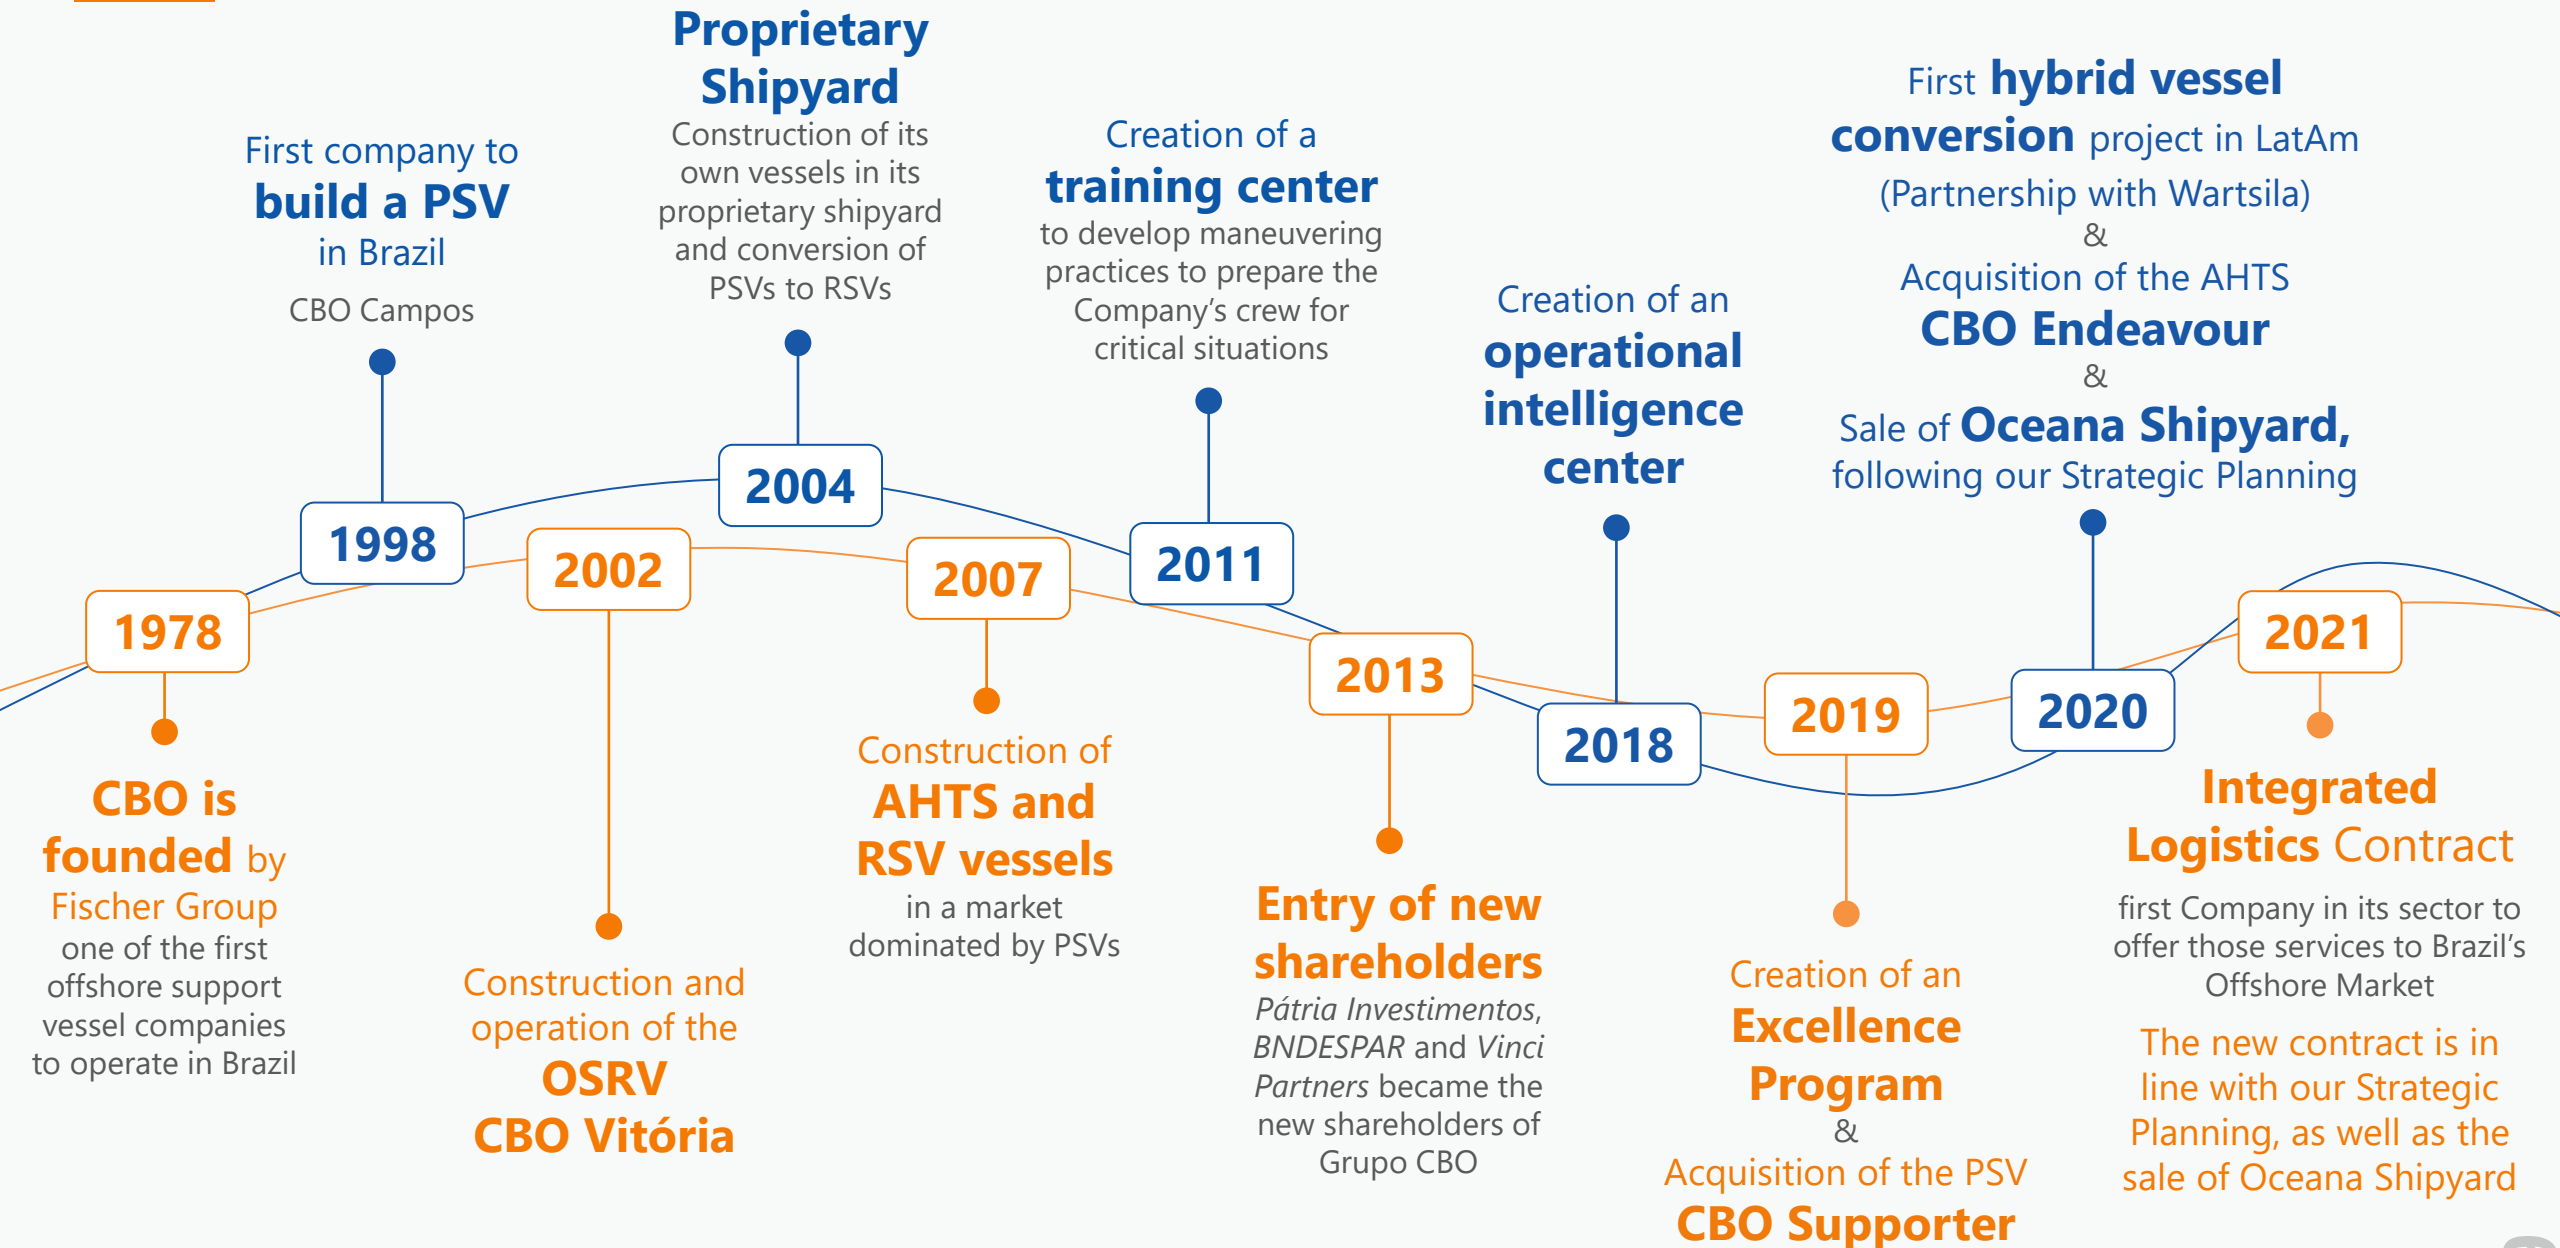 1978
CBO is
founded by
Fischer Group
one of the first
offshore support
vessel companies
to operate in Brazil
First company to
build a PSV
in Brazil
CBO Campos
1998
2002
Construction and
operation of the
OSRV
CBO Vitória
Proprietary
Shipyard
Construction of its
own vessels in its
proprietary shipyard
and conversion of
PSVs to RSVs
2004
2007
Construction of
AHTS and
RSV vessels
in a market
dominated by PSVs
Creation of a
training center
to develop maneuvering
practices to prepare the
Company’s crew for
critical situations
2011
2013
Entry of new
shareholders
Pátria Investimentos,
BNDESPAR and Vinci
Partners became the
new shareholders of
Grupo CBO
Creation of an
operational
intelligence
center
2018
2019
Creation of an
Excellence
Program
&
Acquisition of the PSV
CBO Supporter
First hybrid vessel
conversion project in LatAm
(Partnership with Wartsila)
&
Acquisition of the AHTS
CBO Endeavour
&
Sale of Oceana Shipyard,
following our Strategic Planning
2020
2021
Integrated
Logistics Contract
first Company in its sector to
offer those services to Brazil’s
Offshore Market
The new contract is in
line with our Strategic
Planning, as well as the
sale of Oceana Shipyard